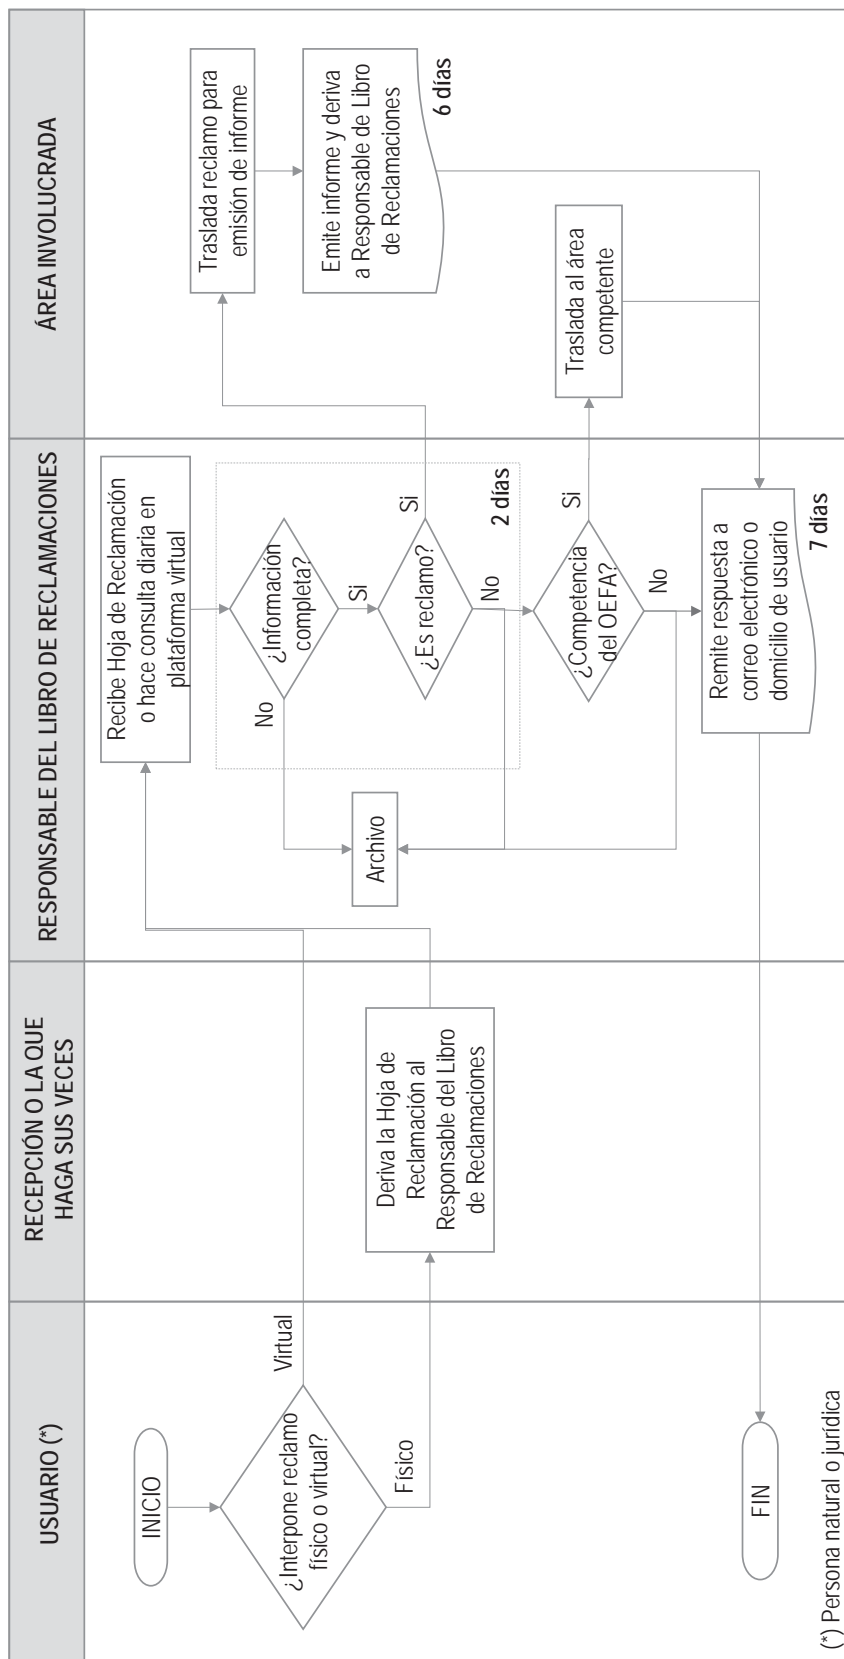 USUARIO (*)
RECEPCIÓN O LA QUE
HAGA SUS VECES
RESPONSABLE DEL LIBRO DE RECLAMACIONES
ÁREA INVOLUCRADA
INICIO
¿Interpone reclamo
físico o virtual?
Virtual
Físico
Deriva la Hoja de
Reclamación al
Responsable del Libro
de Reclamaciones
Recibe Hoja de Reclamación
o hace consulta diaria en
plataforma virtual
¿Información
completa?
No
Si
Archivo
¿Es reclamo?
Si
No
2 días
Traslada reclamo para
emisión de informe
Emite informe y deriva
a Responsable de Libro
de Reclamaciones
6 días
¿Competencia
del OEFA?
Si
No
Traslada al área
competente
Remite respuesta a
correo electrónico o
domicilio de usuario
7 días
FIN
(*) Persona natural o jurídica